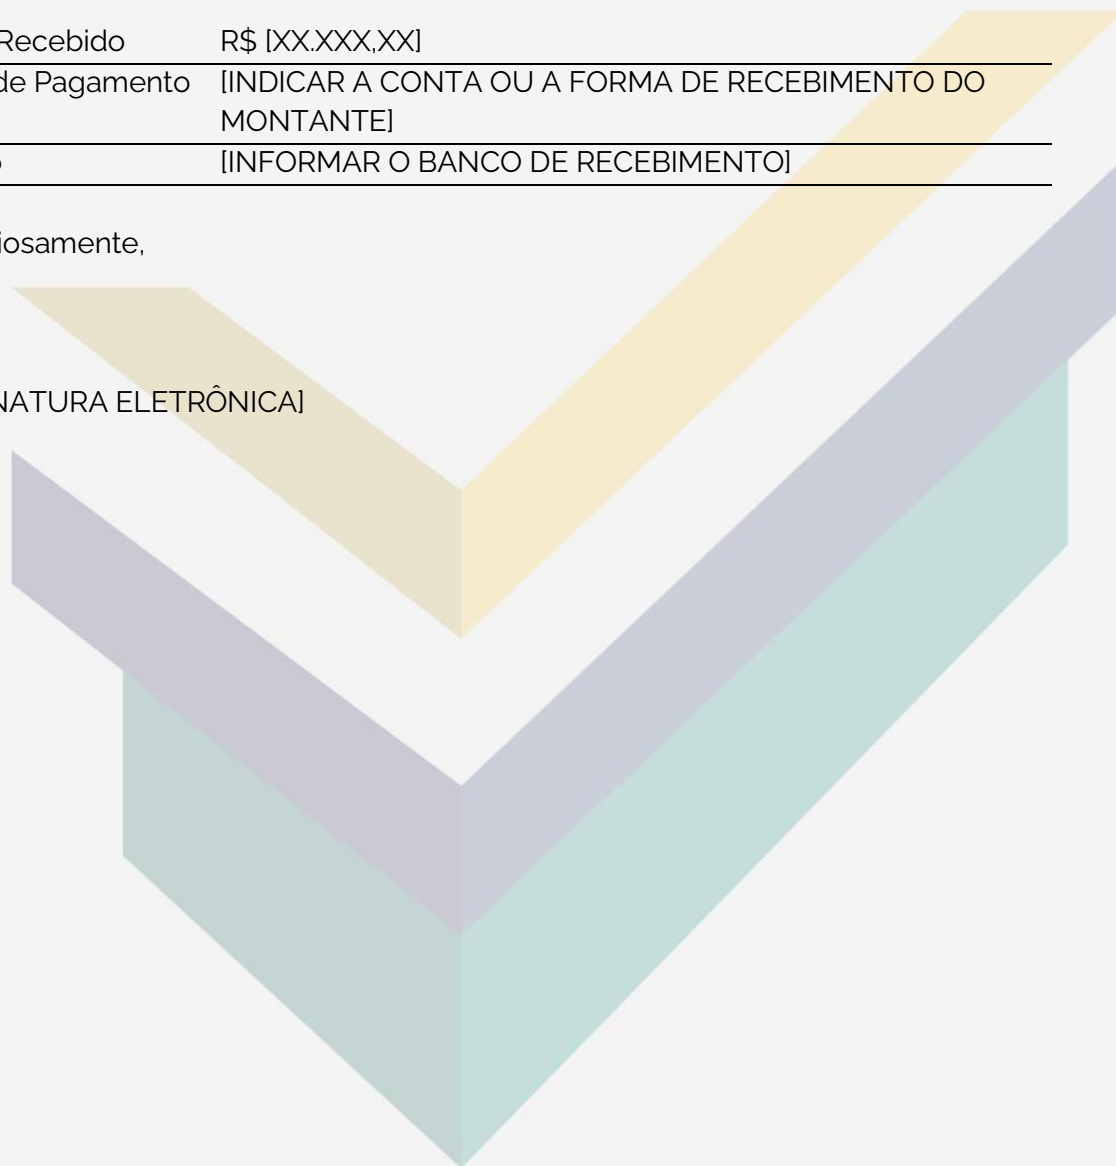 Recebido R$ [XX.XXX,XX]
de Pagamento [INDICAR A CONTA OU A FORMA DE RECEBIMENTO DO
MONTANTE]
o [INFORMAR O BANCO DE RECEBIMENTO]
iosamente,
NATURA ELETRÔNICA]